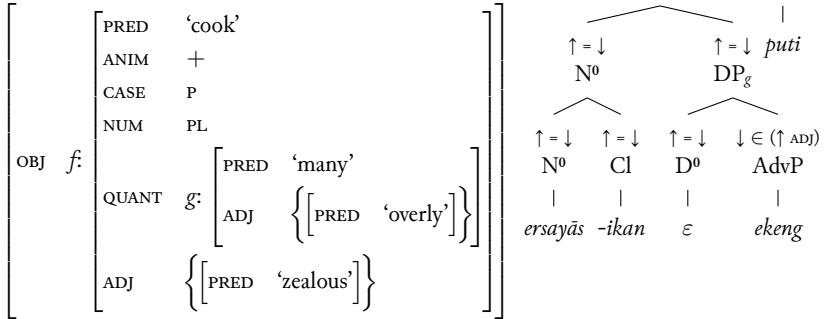 PRED ‘cook’
ANIM +
CASE P
NUM PL
OBJ f: QUANT g: [PRED ‘many’
ADJ {[PRED ‘overly’]}]
ADJ {[PRED ‘zealous’]}
↑ = ↓ ↑ = ↓ puti
N⁰ DPg
↑ = ↓ ↑ = ↓ ↑ = ↓ ↓ ∈ (↑ ADJ)
N⁰ Cl D⁰ AdvP
ersayās -ikan ε ekeng